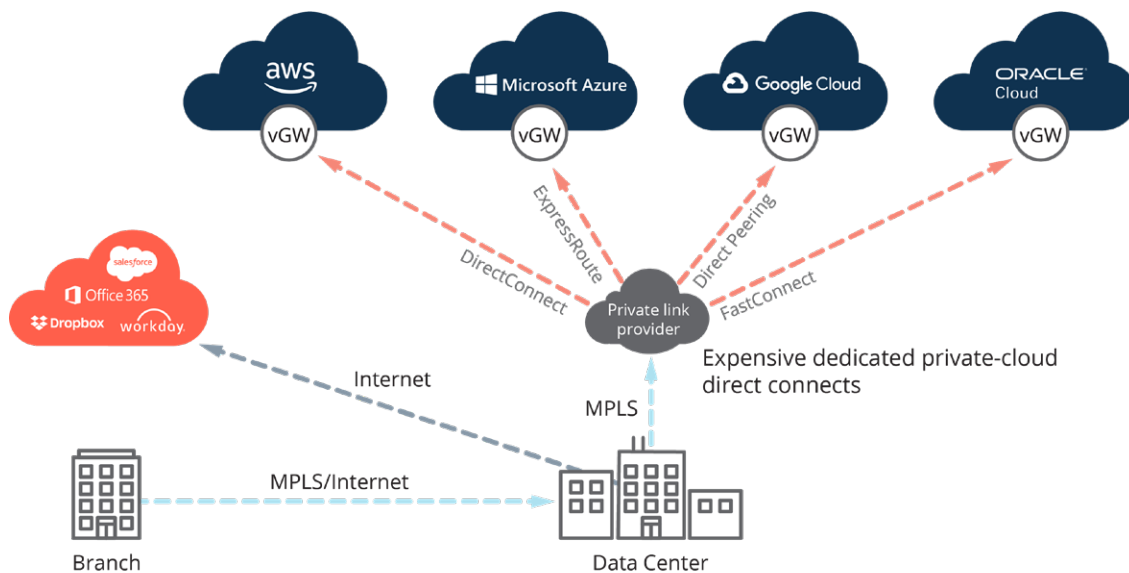 aws
Microsoft Azure
Google Cloud
ORACLE
Cloud
vGW
vGW
vGW
vGW
DirectConnect
ExpressRoute
Direct Peering
FastConnect
salesforce
Office 365
Dropbox
workday.
Private link
provider
Expensive dedicated private-cloud
direct connects
Internet
MPLS
MPLS/Internet
Branch
Data Center